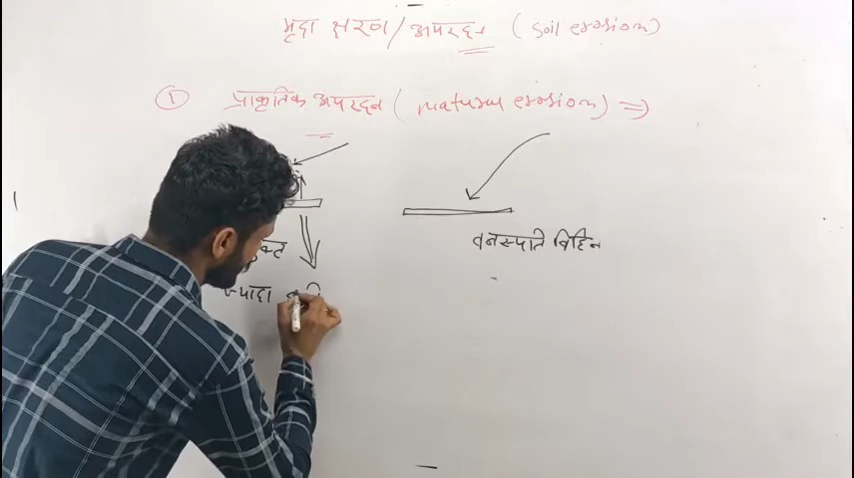 मृदा क्षरण/अपरदन (soil erosion)
① प्राकृतिक अपरदन (natural erosion) ⇒
वनस्पति विहिन
ज्यादा